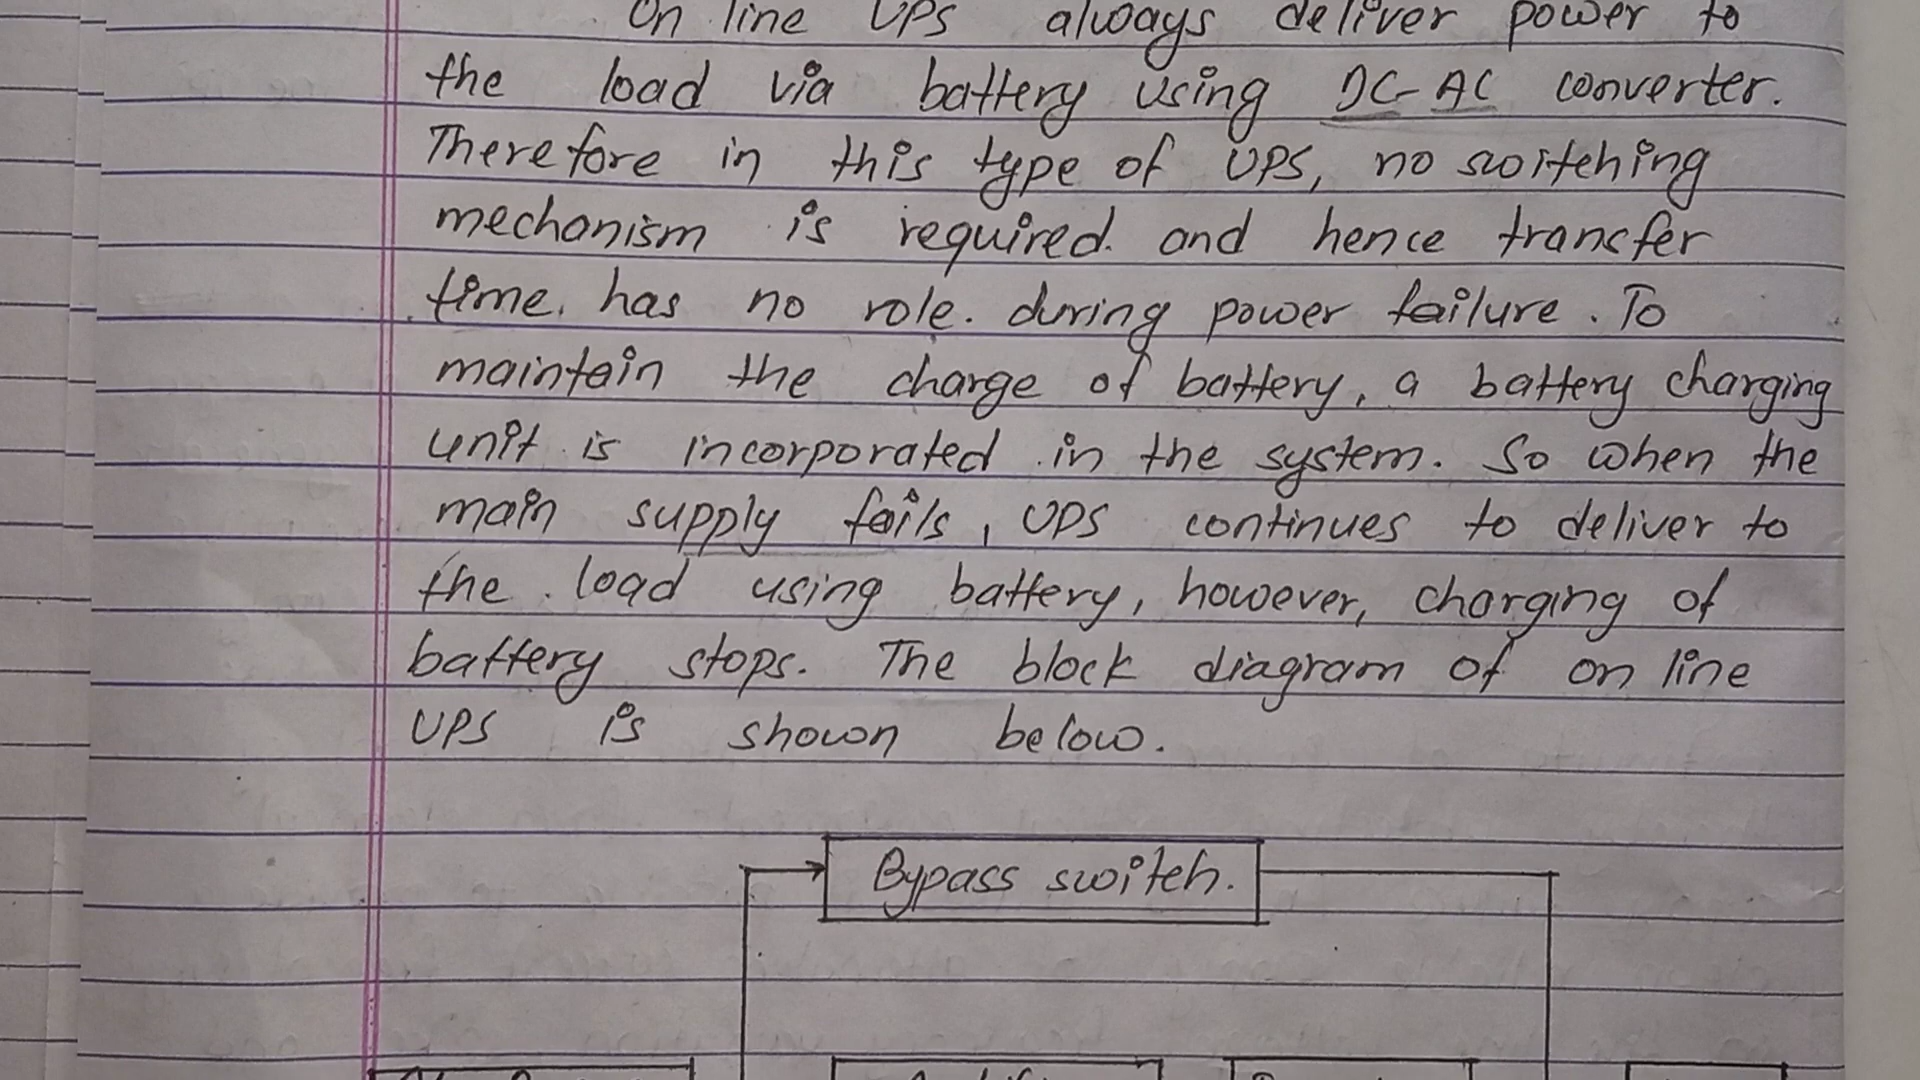 On line UPS always deliver power to
the load via battery using DC-AC converter.
Therefore in this type of UPS, no switching
mechanism is required. and hence transfer
time. has no role. during power failure. To
maintain the charge of battery, a battery charging
unit is incorporated in the system. So when the
main supply fails, UPS continues to deliver to
the load using battery, however, charging of
battery stops. The block diagram of on line
UPS is shown below.
Bypass switch.